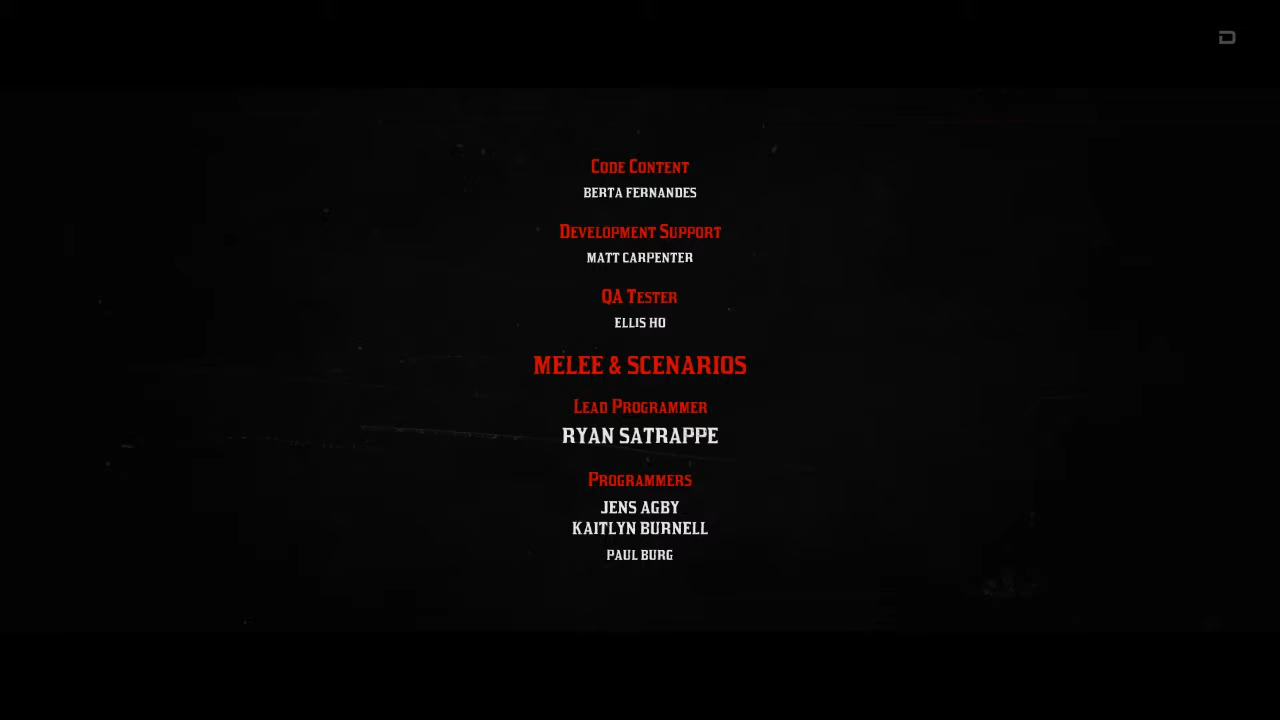 D
Code Content
BERTA FERNANDES
Development Support
MATT CARPENTER
QA Tester
ELLIS HO
MELEE & SCENARIOS
Lead Programmer
RYAN SATRAPPE
Programmers
JENS AGBY
KAITLYN BURNELL
PAUL BURG